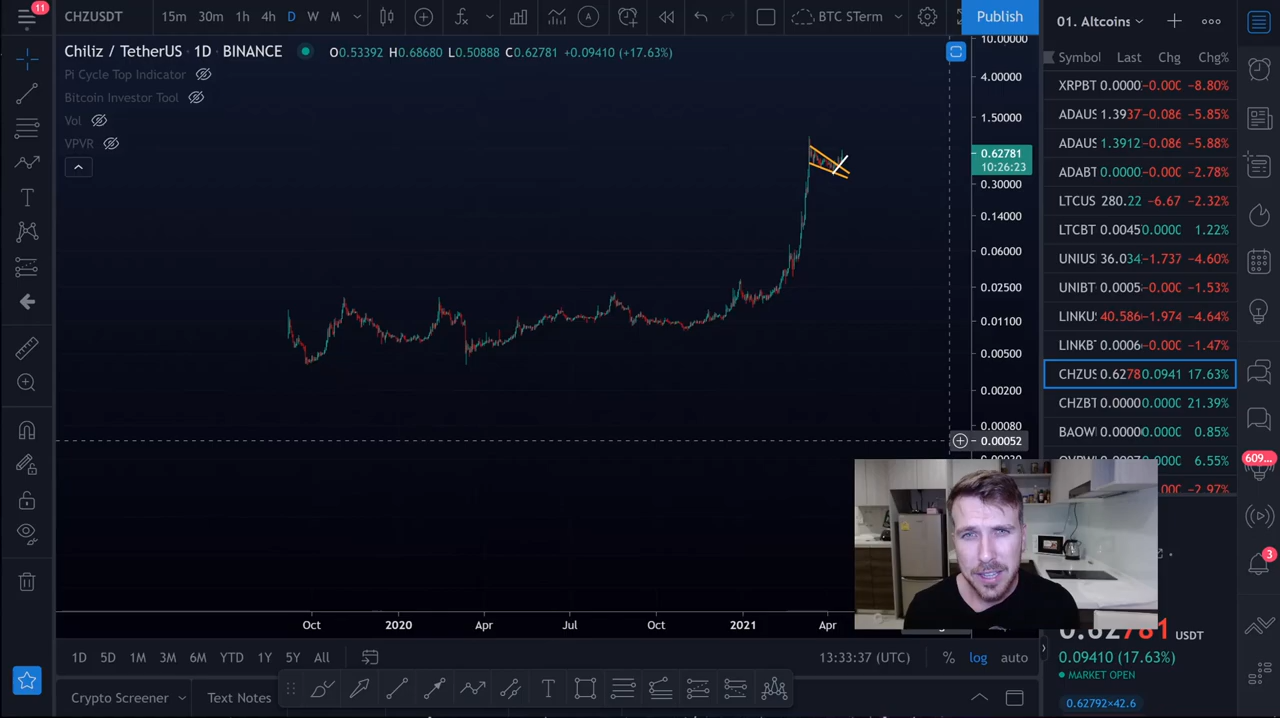 11 CHZUSDT 15m 30m 1h 4h D W M BTC STerm Publish 01. Altcoins
Chiliz / TetherUS · 1D · BINANCE O0.53392 H0.68680 L0.50888 C0.62781 +0.09410 (+17.63%)
Pi Cycle Top Indicator
Bitcoin Investor Tool
Vol
VPVR
10.00000
4.00000
1.50000
0.62781
10:26:23
0.30000
0.14000
0.06000
0.02500
0.01100
0.00500
0.00200
0.00080
0.00052
Symbol Last Chg Chg%
XRPBT 0.0000 -0.000 −8.80%
ADAUS 1.3937 -0.086 −5.85%
ADAUS 1.3912 -0.086 −5.88%
ADABT 0.0000 0.0000 −2.78%
LTCUS 280.22 -6.67 −2.32%
LTCBT 0.0045 0.0000 1.22%
UNIUS 36.034 -1.737 −4.60%
UNIBT 0.0005 -0.000 −1.53%
LINKUS 40.586 -1.974 −4.64%
LINKB 0.0006 -0.000 −1.47%
CHZUS 0.6278 0.0941 17.63%
CHZBT 0.0000 0.0000 21.39%
BAOW 0.0000 0.0000 0.85%
6.55%
−2.97%
609...
3
Oct 2020 Apr Jul Oct 2021 Apr
0.62781 USDT
0.09410 (17.63%)
MARKET OPEN
0.62792×42.6
1D 5D 1M 3M 6M YTD 1Y 5Y All 13:33:37 (UTC) % log auto
Crypto Screener Text Notes